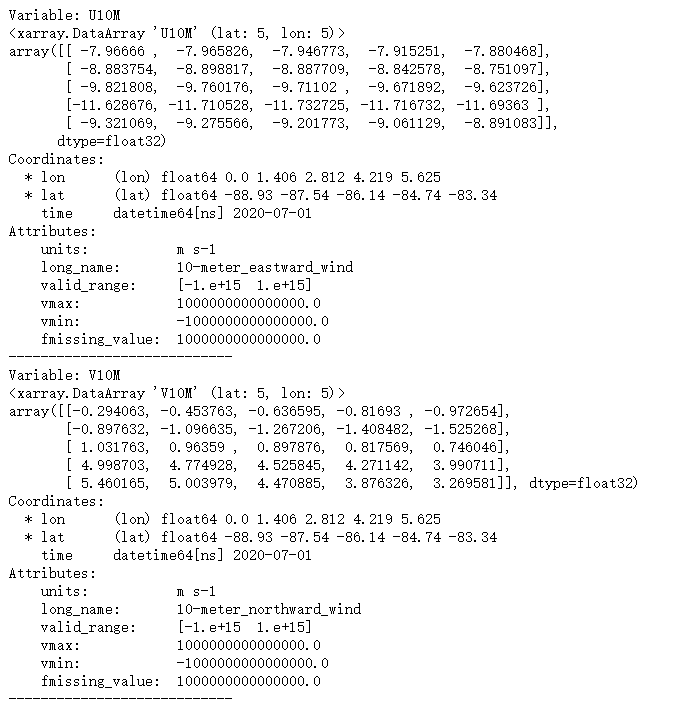 Variable: U10M
<xarray.DataArray 'U10M' (lat: 5, lon: 5)>
array([[ -7.96666 ,  -7.965826,  -7.946773,  -7.915251,  -7.880468],
       [ -8.883754,  -8.898817,  -8.887709,  -8.842578,  -8.751097],
       [ -9.821808,  -9.760176,  -9.71102 ,  -9.671892,  -9.623726],
       [-11.628676, -11.710528, -11.732725, -11.716732, -11.69363 ],
       [ -9.321069,  -9.275566,  -9.201773,  -9.061129,  -8.891083]],
      dtype=float32)
Coordinates:
  * lon      (lon) float64 0.0 1.406 2.812 4.219 5.625
  * lat      (lat) float64 -88.93 -87.54 -86.14 -84.74 -83.34
    time     datetime64[ns] 2020-07-01
Attributes:
    units:           m s-1
    long_name:       10-meter_eastward_wind
    valid_range:     [-1.e+15  1.e+15]
    vmax:            1000000000000000.0
    vmin:            -1000000000000000.0
    fmissing_value:  1000000000000000.0
----------------------------
Variable: V10M
<xarray.DataArray 'V10M' (lat: 5, lon: 5)>
array([[-0.294063, -0.453763, -0.636595, -0.81693 , -0.972654],
       [-0.897632, -1.096635, -1.267206, -1.408482, -1.525268],
       [ 1.031763,  0.96359 ,  0.897876,  0.817569,  0.746046],
       [ 4.998703,  4.774928,  4.525845,  4.271142,  3.990711],
       [ 5.460165,  5.003979,  4.470885,  3.876326,  3.269581]], dtype=float32)
Coordinates:
  * lon      (lon) float64 0.0 1.406 2.812 4.219 5.625
  * lat      (lat) float64 -88.93 -87.54 -86.14 -84.74 -83.34
    time     datetime64[ns] 2020-07-01
Attributes:
    units:           m s-1
    long_name:       10-meter_northward_wind
    valid_range:     [-1.e+15  1.e+15]
    vmax:            1000000000000000.0
    vmin:            -1000000000000000.0
    fmissing_value:  1000000000000000.0
----------------------------